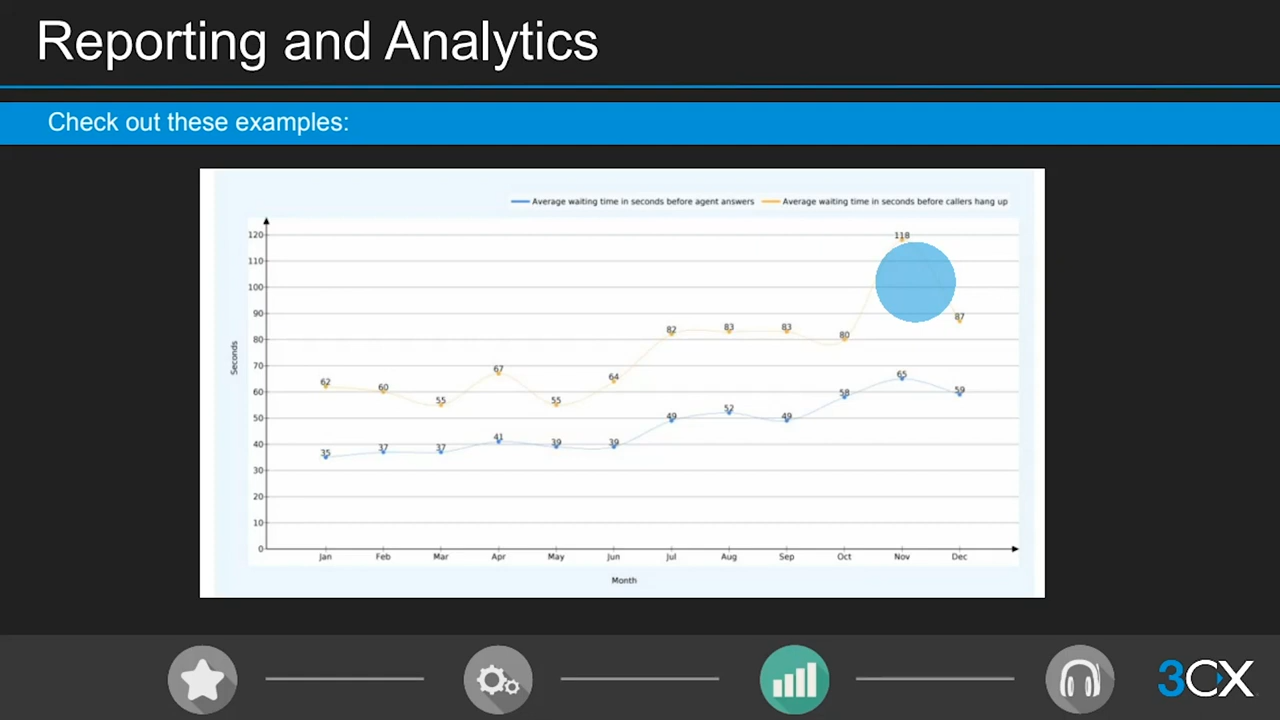 Reporting and Analytics
Check out these examples:
Average waiting time in seconds before agent answers Average waiting time in seconds before callers hang up
120
110
100
90
80
70
60
50
40
30
20
10
0
Seconds
62 60 55 67 55 64 82 83 83 80 118 87
35 37 37 41 39 39 49 52 49 58 65 59
Jan Feb Mar Apr May Jun Jul Aug Sep Oct Nov Dec
Month
3CX